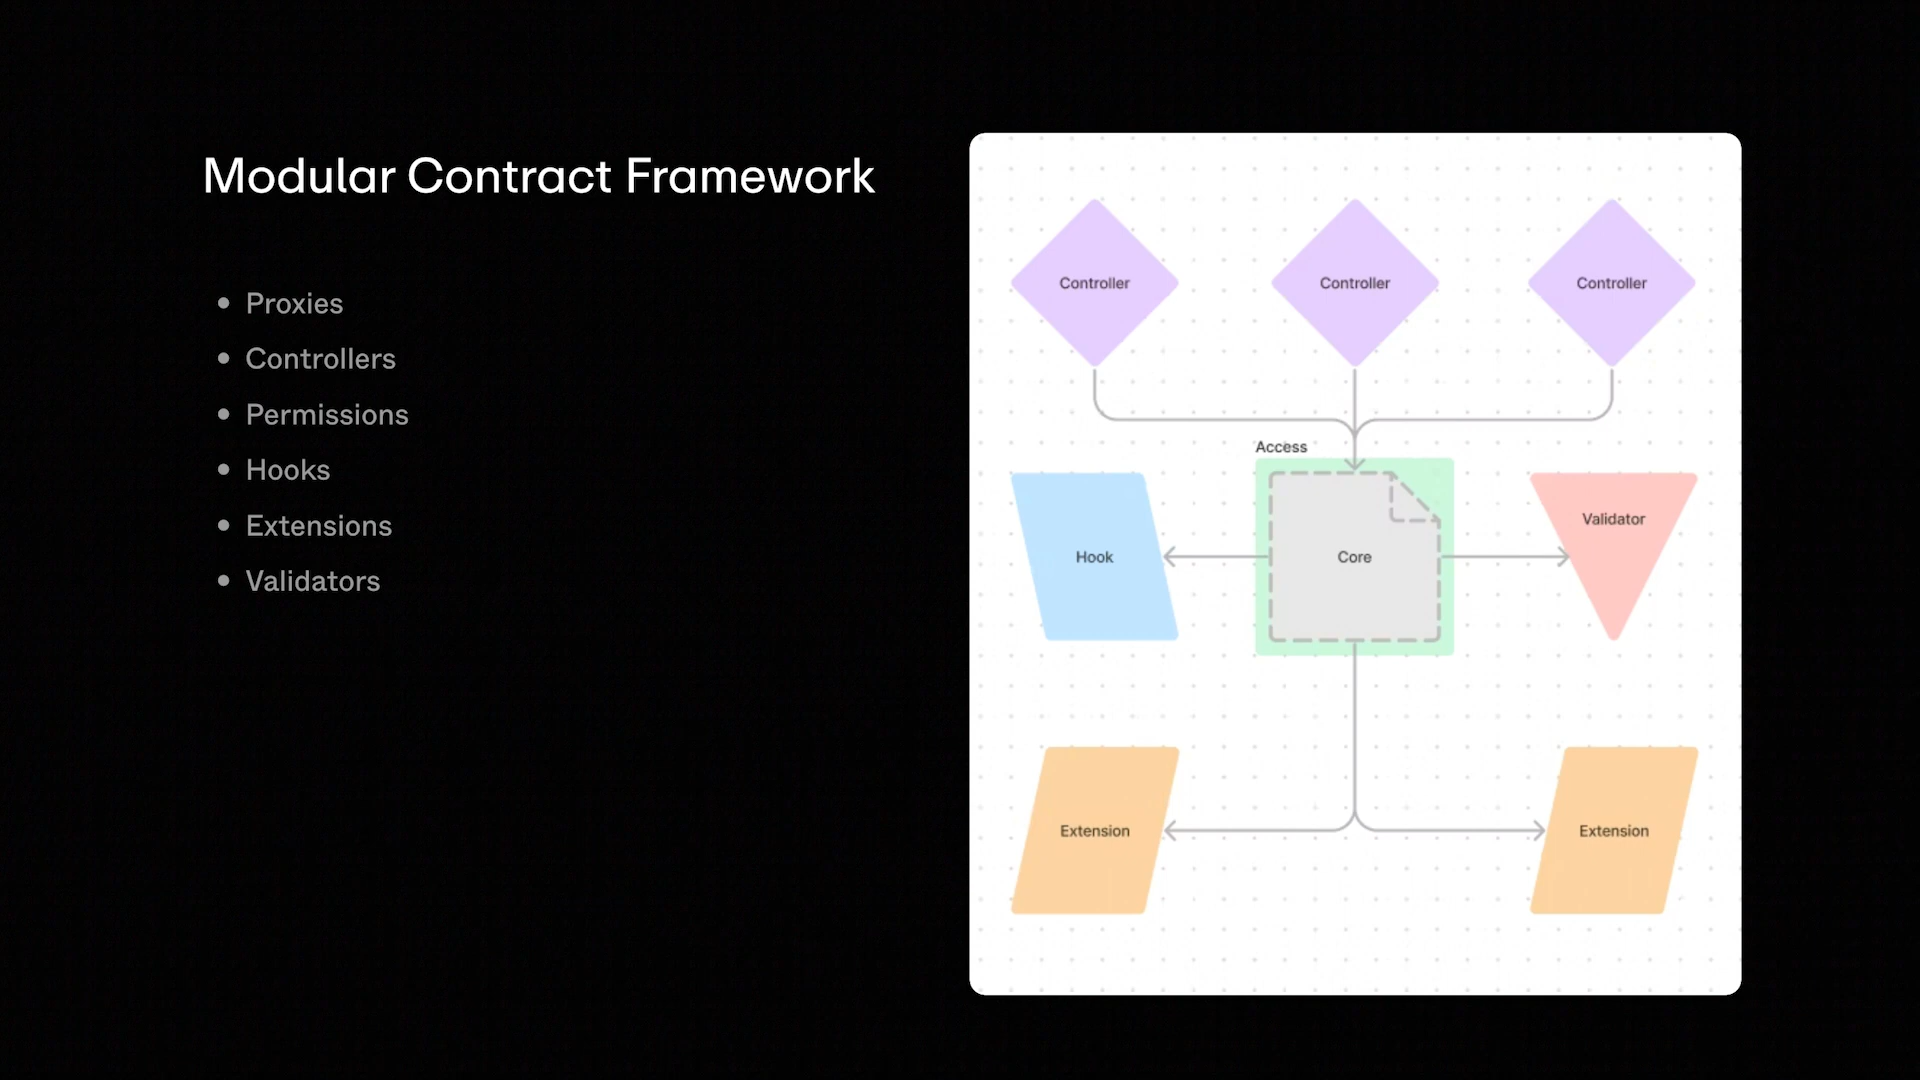 Modular Contract Framework
Proxies
Controllers
Permissions
Hooks
Extensions
Validators
Controller
Controller
Controller
Access
Hook
Core
Validator
Extension
Extension